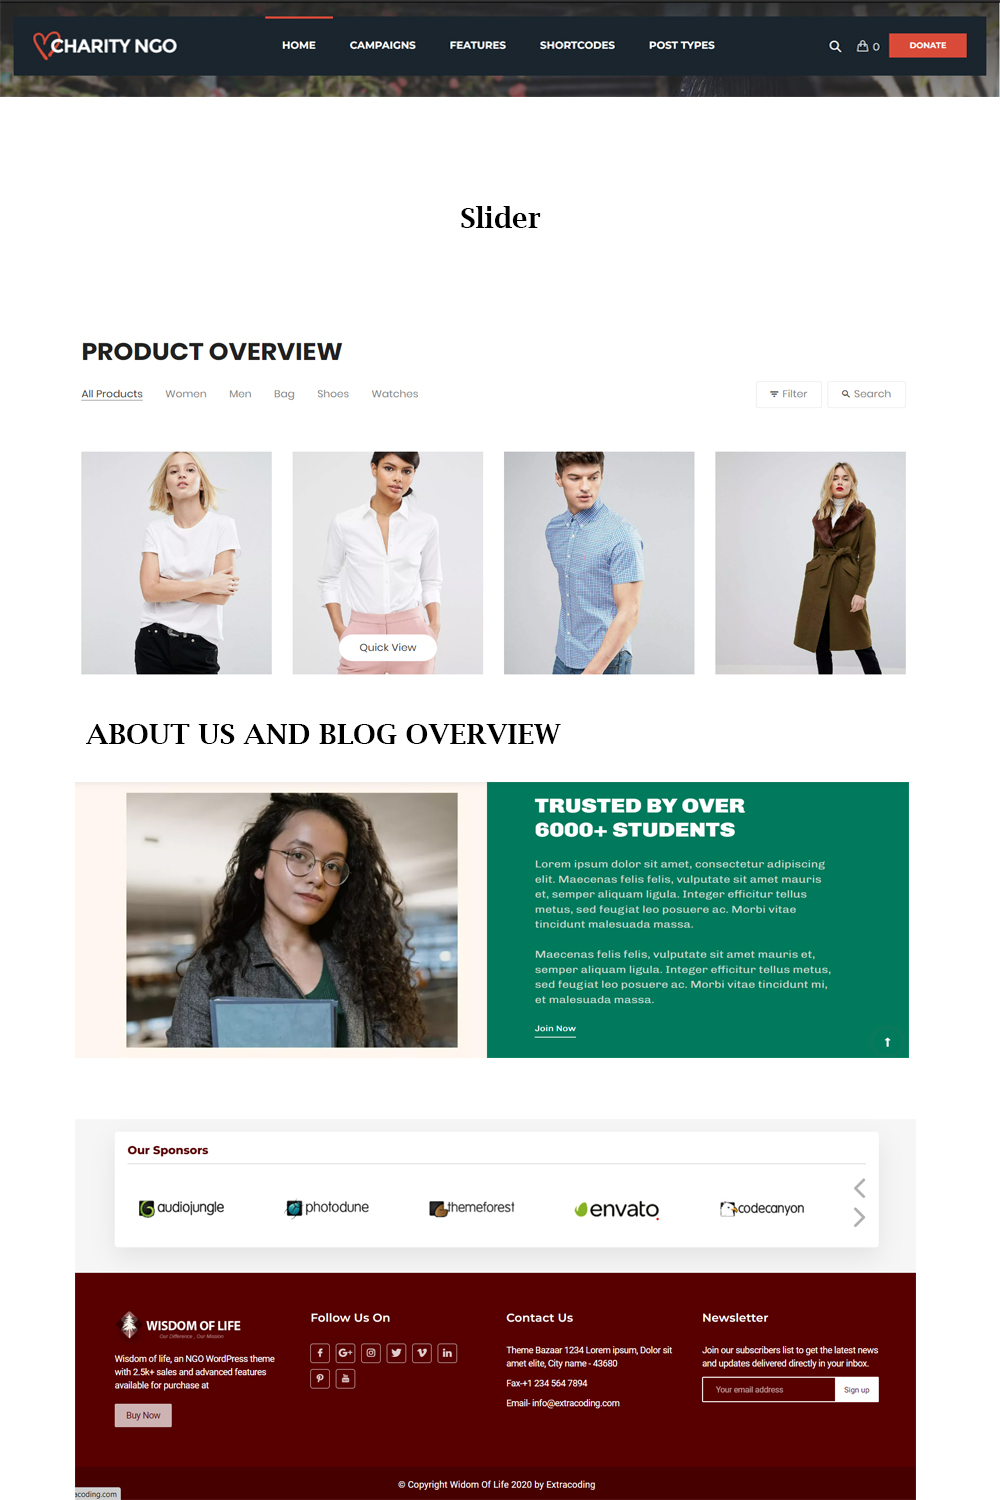 CHARITY NGO
HOME CAMPAIGNS FEATURES SHORTCODES POST TYPES
0
DONATE
Slider
PRODUCT OVERVIEW
All Products Women Men Bag Shoes Watches
Filter Search
Quick View
ABOUT US AND BLOG OVERVIEW
TRUSTED BY OVER
6000+ STUDENTS
Lorem ipsum dolor sit amet, consectetur adipiscing
elit. Maecenas felis felis, vulputate sit amet mauris
et, semper aliquam ligula. Integer efficitur tellus
metus, sed feugiat leo posuere ac. Morbi vitae
tincidunt malesuada massa.
Maecenas felis felis, vulputate sit amet mauris et,
semper aliquam ligula. Integer efficitur tellus metus,
sed feugiat leo posuere ac. Morbi vitae tincidunt mi,
et malesuada massa.
Join Now
Our Sponsors
audiojungle photodune themeforest envato codecanyon
WISDOM OF LIFE
Our Difference , Our Mission
Wisdom of life, an NGO WordPress theme
with 2.5k+ sales and advanced features
available for purchase at
Buy Now
Follow Us On
Contact Us
Theme Bazaar 1234 Lorem ipsum, Dolor sit
amet elite, City name - 43680
Fax-+1 234 564 7894
Email- info@extracoding.com
Newsletter
Join our subscribers list to get the latest news
and updates delivered directly in your inbox.
Your email address Sign up
© Copyright Widom Of Life 2020 by Extracoding
acoding.com